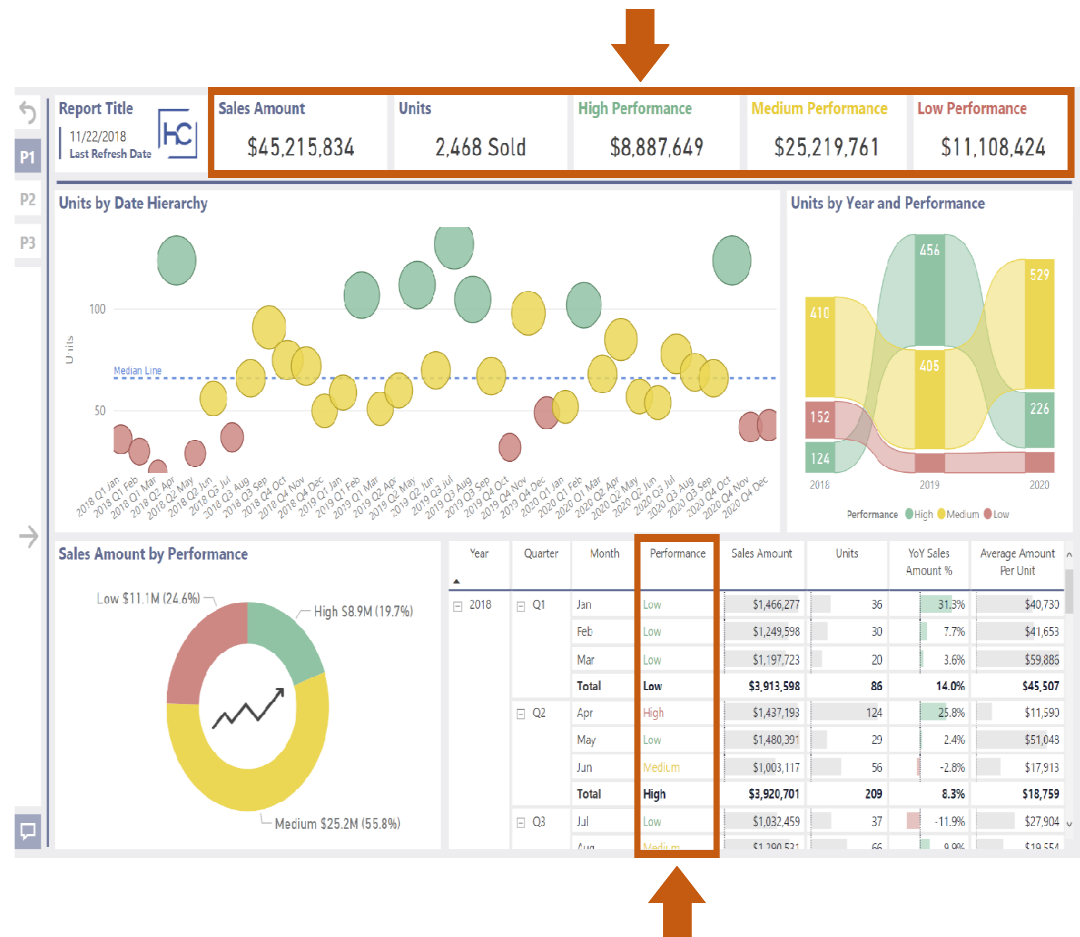 Report Title
11/22/2018
Last Refresh Date
HC
Sales Amount
$45,215,834
Units
2,468 Sold
High Performance
$8,887,649
Medium Performance
$25,219,761
Low Performance
$11,108,424
P1
P2
P3
Units by Date Hierarchy
Units
100
50
Median Line
2018 Q1 Jan
2018 Q1 Feb
2018 Q1 Mar
2018 Q2 Apr
2018 Q2 May
2018 Q2 Jun
2018 Q3 Jul
2018 Q3 Aug
2018 Q3 Sep
2018 Q4 Oct
2018 Q4 Nov
2018 Q4 Dec
2019 Q1 Jan
2019 Q1 Feb
2019 Q1 Mar
2019 Q2 Apr
2019 Q2 May
2019 Q2 Jun
2019 Q3 Jul
2019 Q3 Aug
2019 Q3 Sep
2019 Q4 Oct
2019 Q4 Nov
2019 Q4 Dec
2020 Q1 Jan
2020 Q1 Feb
2020 Q1 Mar
2020 Q2 Apr
2020 Q2 May
2020 Q2 Jun
2020 Q3 Jul
2020 Q3 Aug
2020 Q3 Sep
2020 Q4 Oct
2020 Q4 Nov
2020 Q4 Dec
Units by Year and Performance
410
152
124
456
405
529
226
2018 2019 2020
Performance High Medium Low
Sales Amount by Performance
Low $11.1M (24.6%)
High $8.9M (19.7%)
Medium $25.2M (55.8%)
Year Quarter Month Performance Sales Amount Units YoY Sales Amount % Average Amount Per Unit
2018 Q1 Jan Low $1,466,277 36 31.3% $40,730
Feb Low $1,249,598 30 7.7% $41,653
Mar Low $1,197,723 20 3.6% $59,886
Total Low $3,913,598 86 14.0% $45,507
Q2 Apr High $1,437,193 124 25.8% $11,590
May Low $1,480,391 29 2.4% $51,048
Jun Medium $1,003,117 56 -2.8% $17,913
Total High $3,920,701 209 8.3% $18,759
Q3 Jul Low $1,032,459 37 -11.9% $27,904
Aug Medium $1,290,531 66 9.9% $19,554